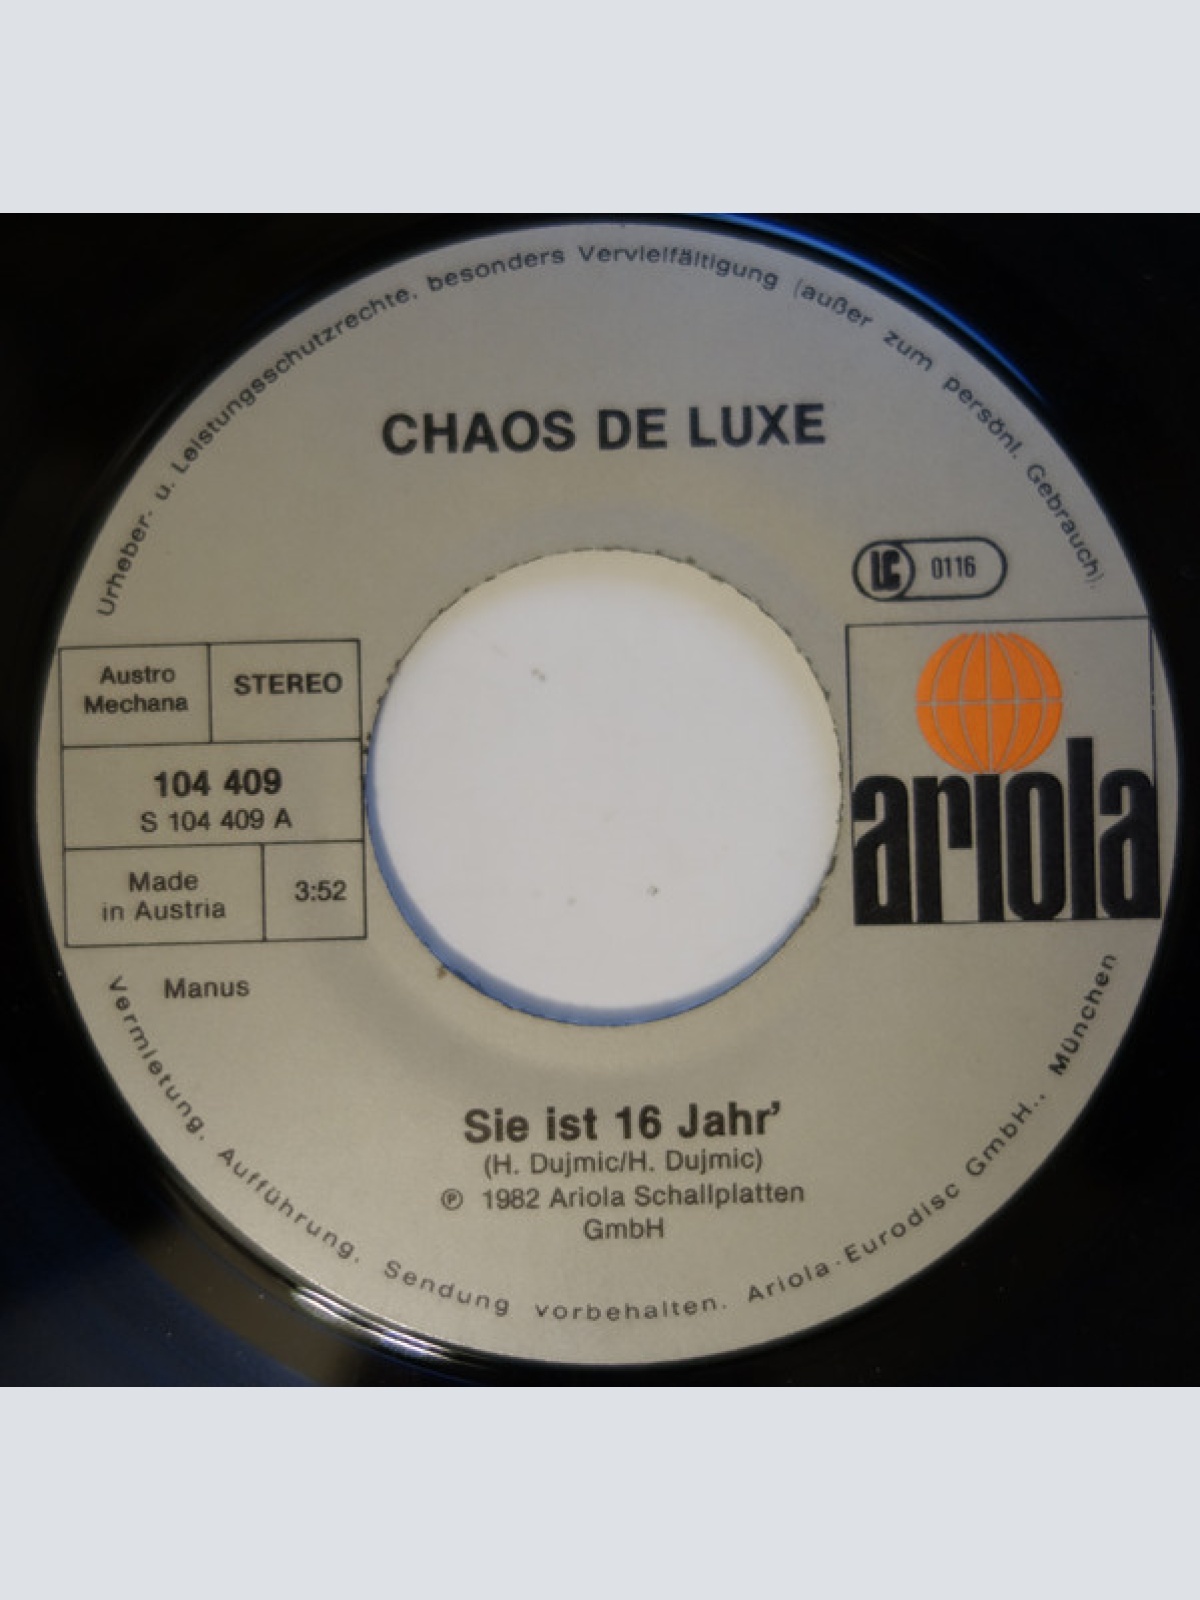 Urheber- u. Leistungsschutzrechte, besonders Vervielfältigung (außer zum persönl. Gebrauch).
CHAOS DE LUXE
LC 0116
Austro
Mechana
STEREO
104 409
S 104 409 A
Made
in Austria
3:52
ariola
Manus
Sie ist 16 Jahr’
(H. Dujmic/H. Dujmic)
℗ 1982 Ariola Schallplatten
GmbH
Vermietung, Aufführung, Sendung vorbehalten. Ariola-Eurodisc GmbH., München